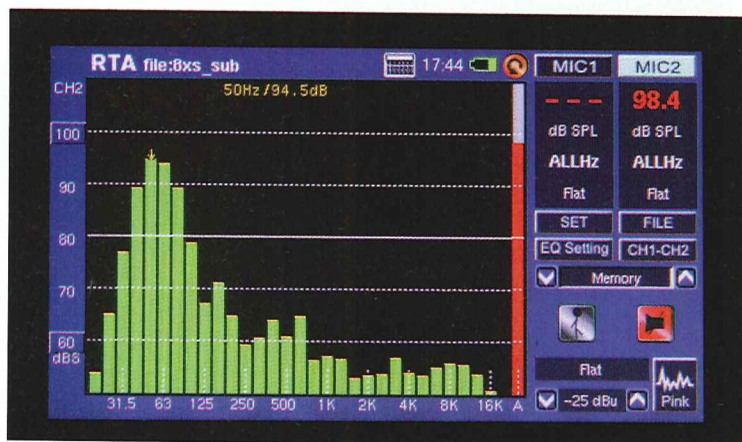 RTA file:8xs_sub
17:44
MIC1 MIC2
CH2
50Hz/94.5dB
- - - 98.4
100
dB SPL dB SPL
ALLHz ALLHz
90
Flat Flat
SET FILE
80
EQ Setting CH1-CH2
Memory
70
60
dBS
Flat
-25 dBu Pink
31.5 63 125 250 500 1K 2K 4K 8K 16K A